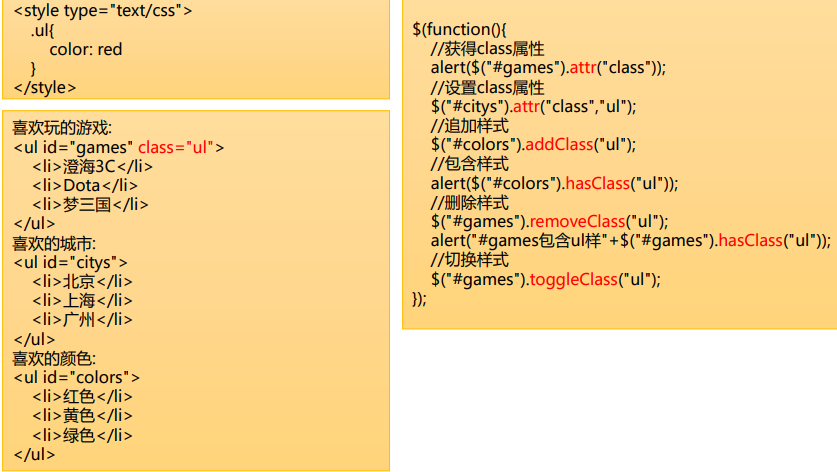 <style type="text/css">
.ul{
color: red
}
</style>
喜欢玩的游戏:
<ul id="games" class="ul">
<li>澄海3C</li>
<li>Dota</li>
<li>梦三国</li>
</ul>
喜欢的城市:
<ul id="citys">
<li>北京</li>
<li>上海</li>
<li>广州</li>
</ul>
喜欢的颜色:
<ul id="colors">
<li>红色</li>
<li>黄色</li>
<li>绿色</li>
</ul>
$(function(){
//获得class属性
alert($("#games").attr("class"));
//设置class属性
$("#citys").attr("class","ul");
//追加样式
$("#colors").addClass("ul");
//包含样式
alert($("#colors").hasClass("ul"));
//删除样式
$("#games").removeClass("ul");
alert("#games包含ul样"+$("#games").hasClass("ul"));
//切换样式
$("#games").toggleClass("ul");
});